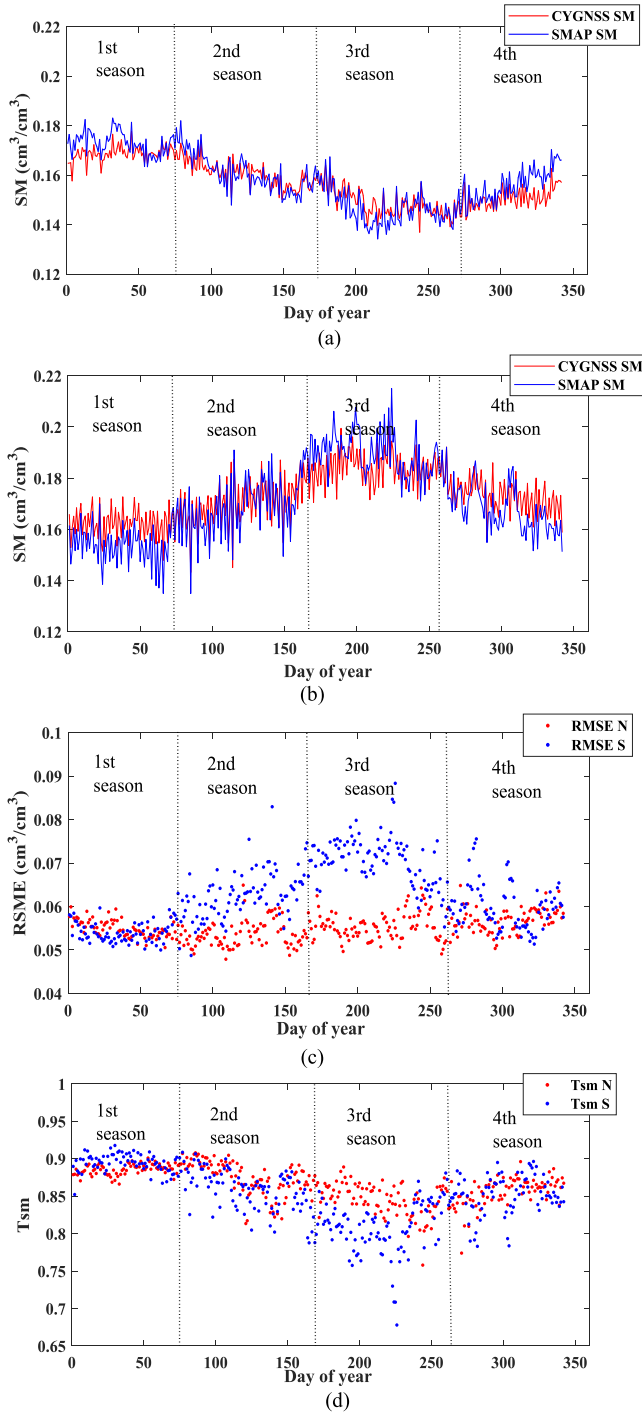 CYGNSS SM
SMAP SM
1st
season
2nd
season
3rd
season
4th
season
0.22
0.2
0.18
0.16
0.14
0.12
SM (cm³/cm³)
0 50 100 150 200 250 300 350
Day of year
(a)
CYGNSS SM
SMAP SM
1st
season
2nd
season
3rd
season
4th
season
0.22
0.2
0.18
0.16
0.14
0.12
SM (cm³/cm³)
0 50 100 150 200 250 300 350
Day of year
(b)
RMSE N
RMSE S
1st
season
2nd
season
3rd
season
4th
season
0.1
0.09
0.08
0.07
0.06
0.05
0.04
RSME (cm³/cm³)
0 50 100 150 200 250 300 350
Day of year
(c)
Tsm N
Tsm S
1st
season
2nd
season
3rd
season
4th
season
1
0.95
0.9
0.85
0.8
0.75
0.7
0.65
Tsm
0 50 100 150 200 250 300 350
Day of year
(d)